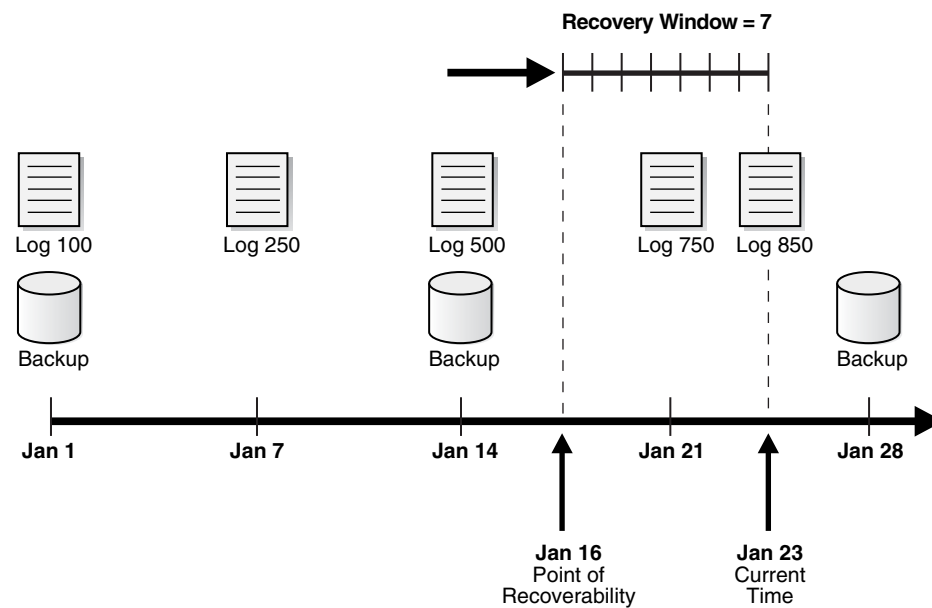 Recovery Window = 7
Log 100
Log 250
Log 500
Log 750
Log 850
Backup
Backup
Backup
Jan 1
Jan 7
Jan 14
Jan 21
Jan 28
Jan 16
Point of
Recoverability
Jan 23
Current
Time